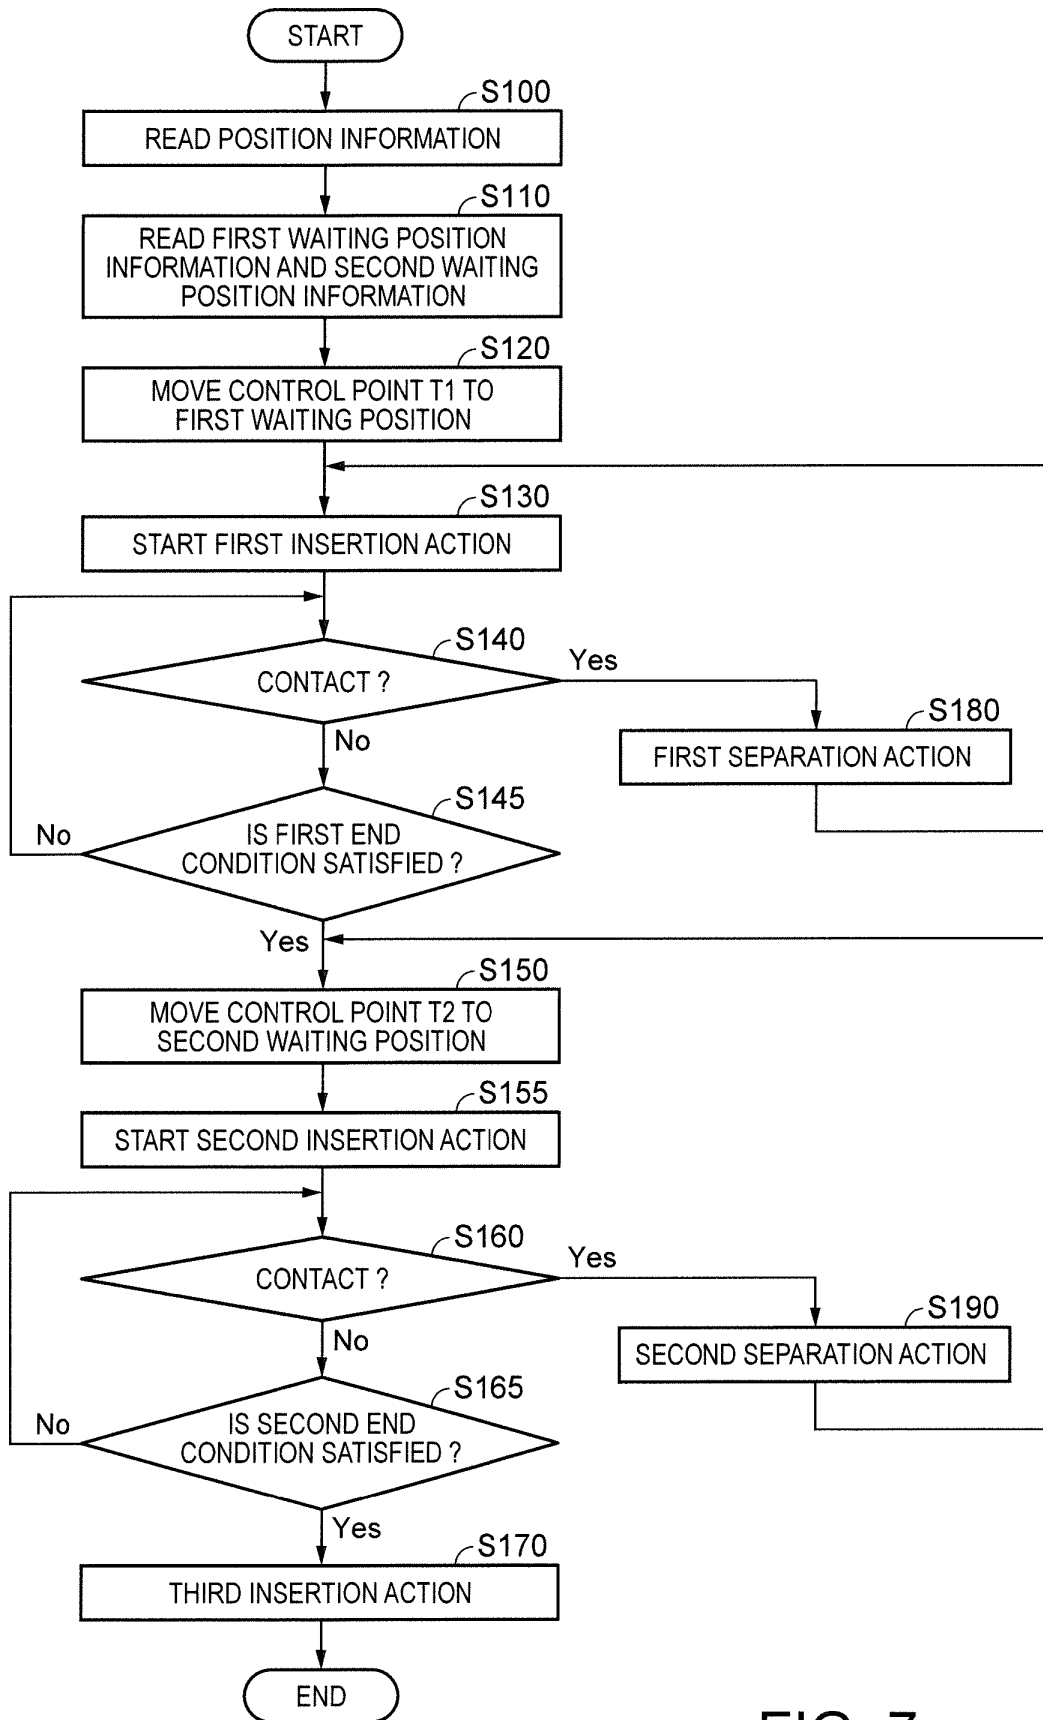 START
S100
READ POSITION INFORMATION
S110
READ FIRST WAITING POSITION
INFORMATION AND SECOND WAITING
POSITION INFORMATION
S120
MOVE CONTROL POINT T1 TO
FIRST WAITING POSITION
S130
START FIRST INSERTION ACTION
S140
CONTACT ?
Yes
No
S180
FIRST SEPARATION ACTION
S145
IS FIRST END
CONDITION SATISFIED ?
No
Yes
S150
MOVE CONTROL POINT T2 TO
SECOND WAITING POSITION
S155
START SECOND INSERTION ACTION
S160
CONTACT ?
Yes
No
S190
SECOND SEPARATION ACTION
S165
IS SECOND END
CONDITION SATISFIED ?
No
Yes
S170
THIRD INSERTION ACTION
END